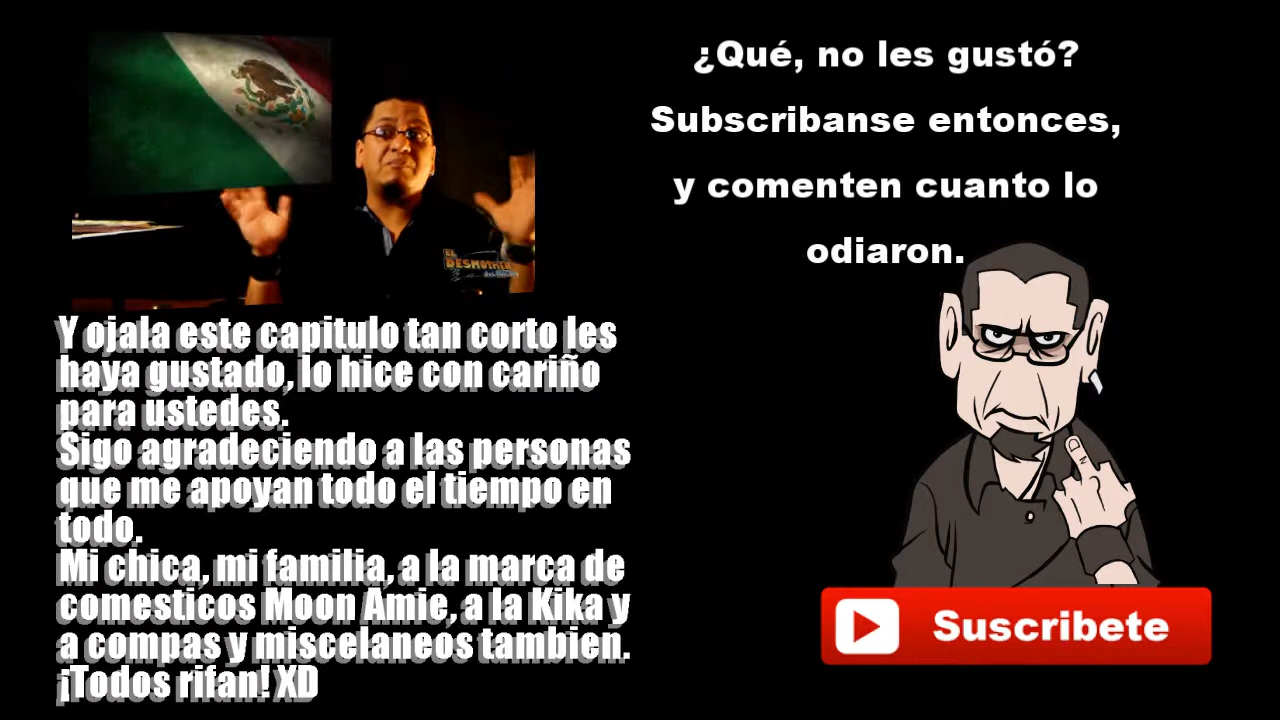 ¿Qué, no les gustó?
Subscribanse entonces,
y comenten cuanto lo
odiaron.
EL
DESMOTHER
Y ojala este capitulo tan corto les
haya gustado, lo hice con cariño
para ustedes.
Sigo agradeciendo a las personas
que me apoyan todo el tiempo en
todo.
Mi chica, mi familia, a la marca de
comesticos Moon Amie, a la Kika y
a compas y miscelaneos tambien.
¡Todos rifan! XD
Suscribete